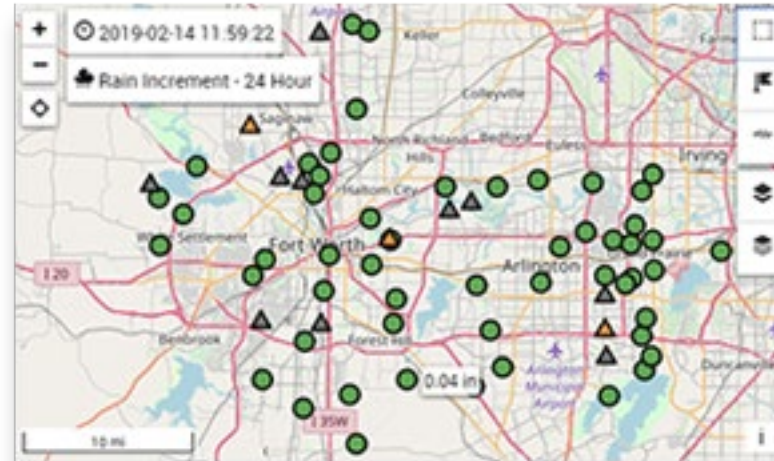 Airport
+
2019-02-14 11:59:22
Keller
−
Rain Increment - 24 Hour
Colleyville
Saginaw
North Richland
Hills
Bedford
Euless
Irving
Haltom City
Settlement
Fort Worth
I 20
Arlington
Benbrook
Forest Hill
Arlington
Municipal
Airport
Duncanville
0.04 in
I 35W
10 mi
i